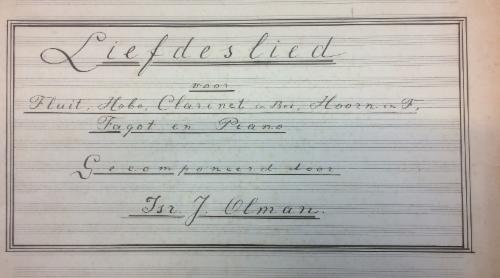 Liefdeslied
voor
Fluit, Hobo, Clarinet in Bes, Hoorn in F,
Fagot en Piano
Gecomponeerd door
Isr. J. Olman.